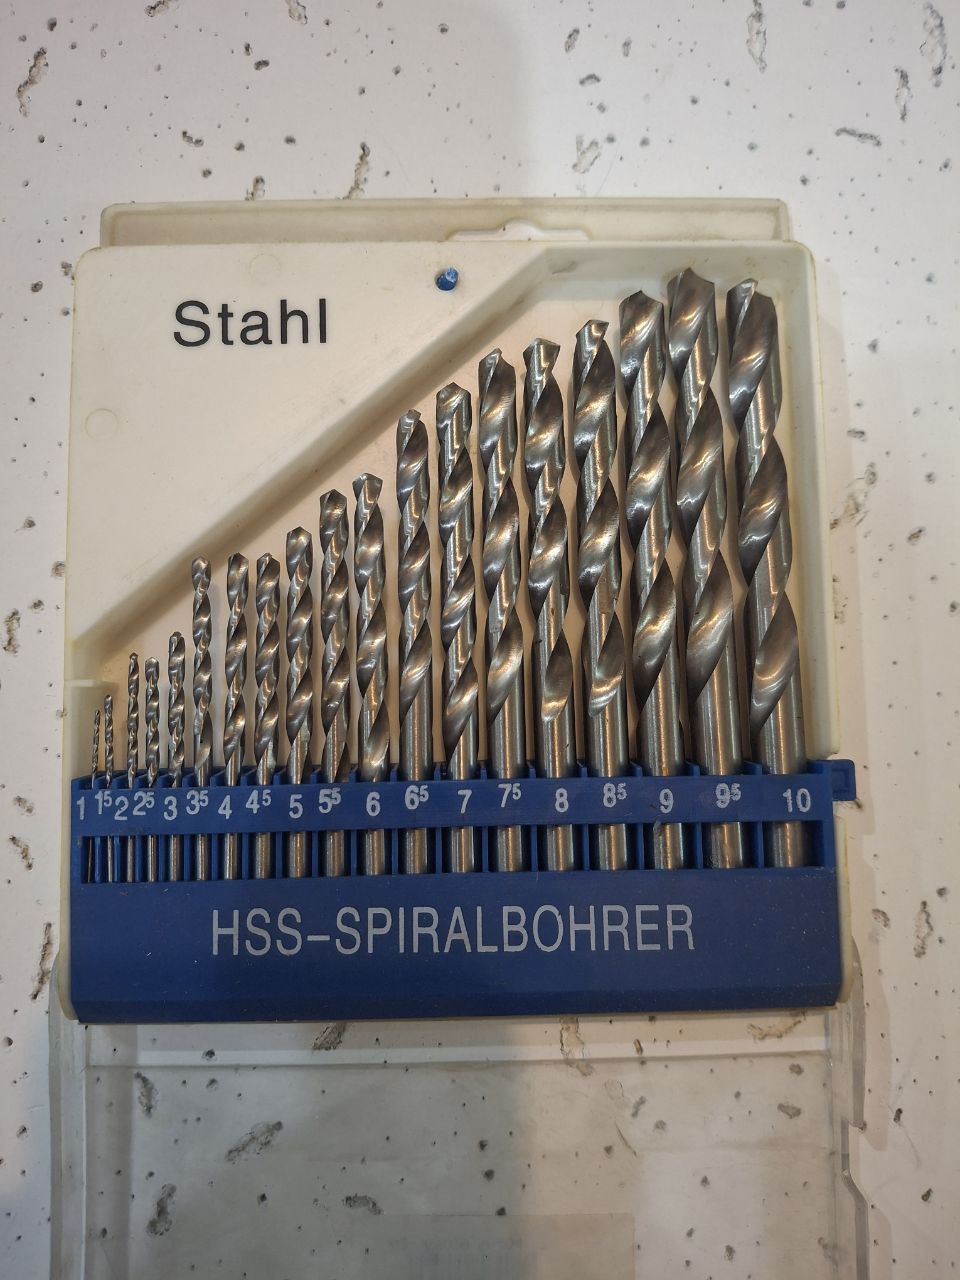 Stahl
1 1⁵ 2 2⁵ 3 3⁵ 4 4⁵ 5 5⁵ 6 6⁵ 7 7⁵ 8 8⁵ 9 9⁵ 10
HSS-SPIRALBOHRER